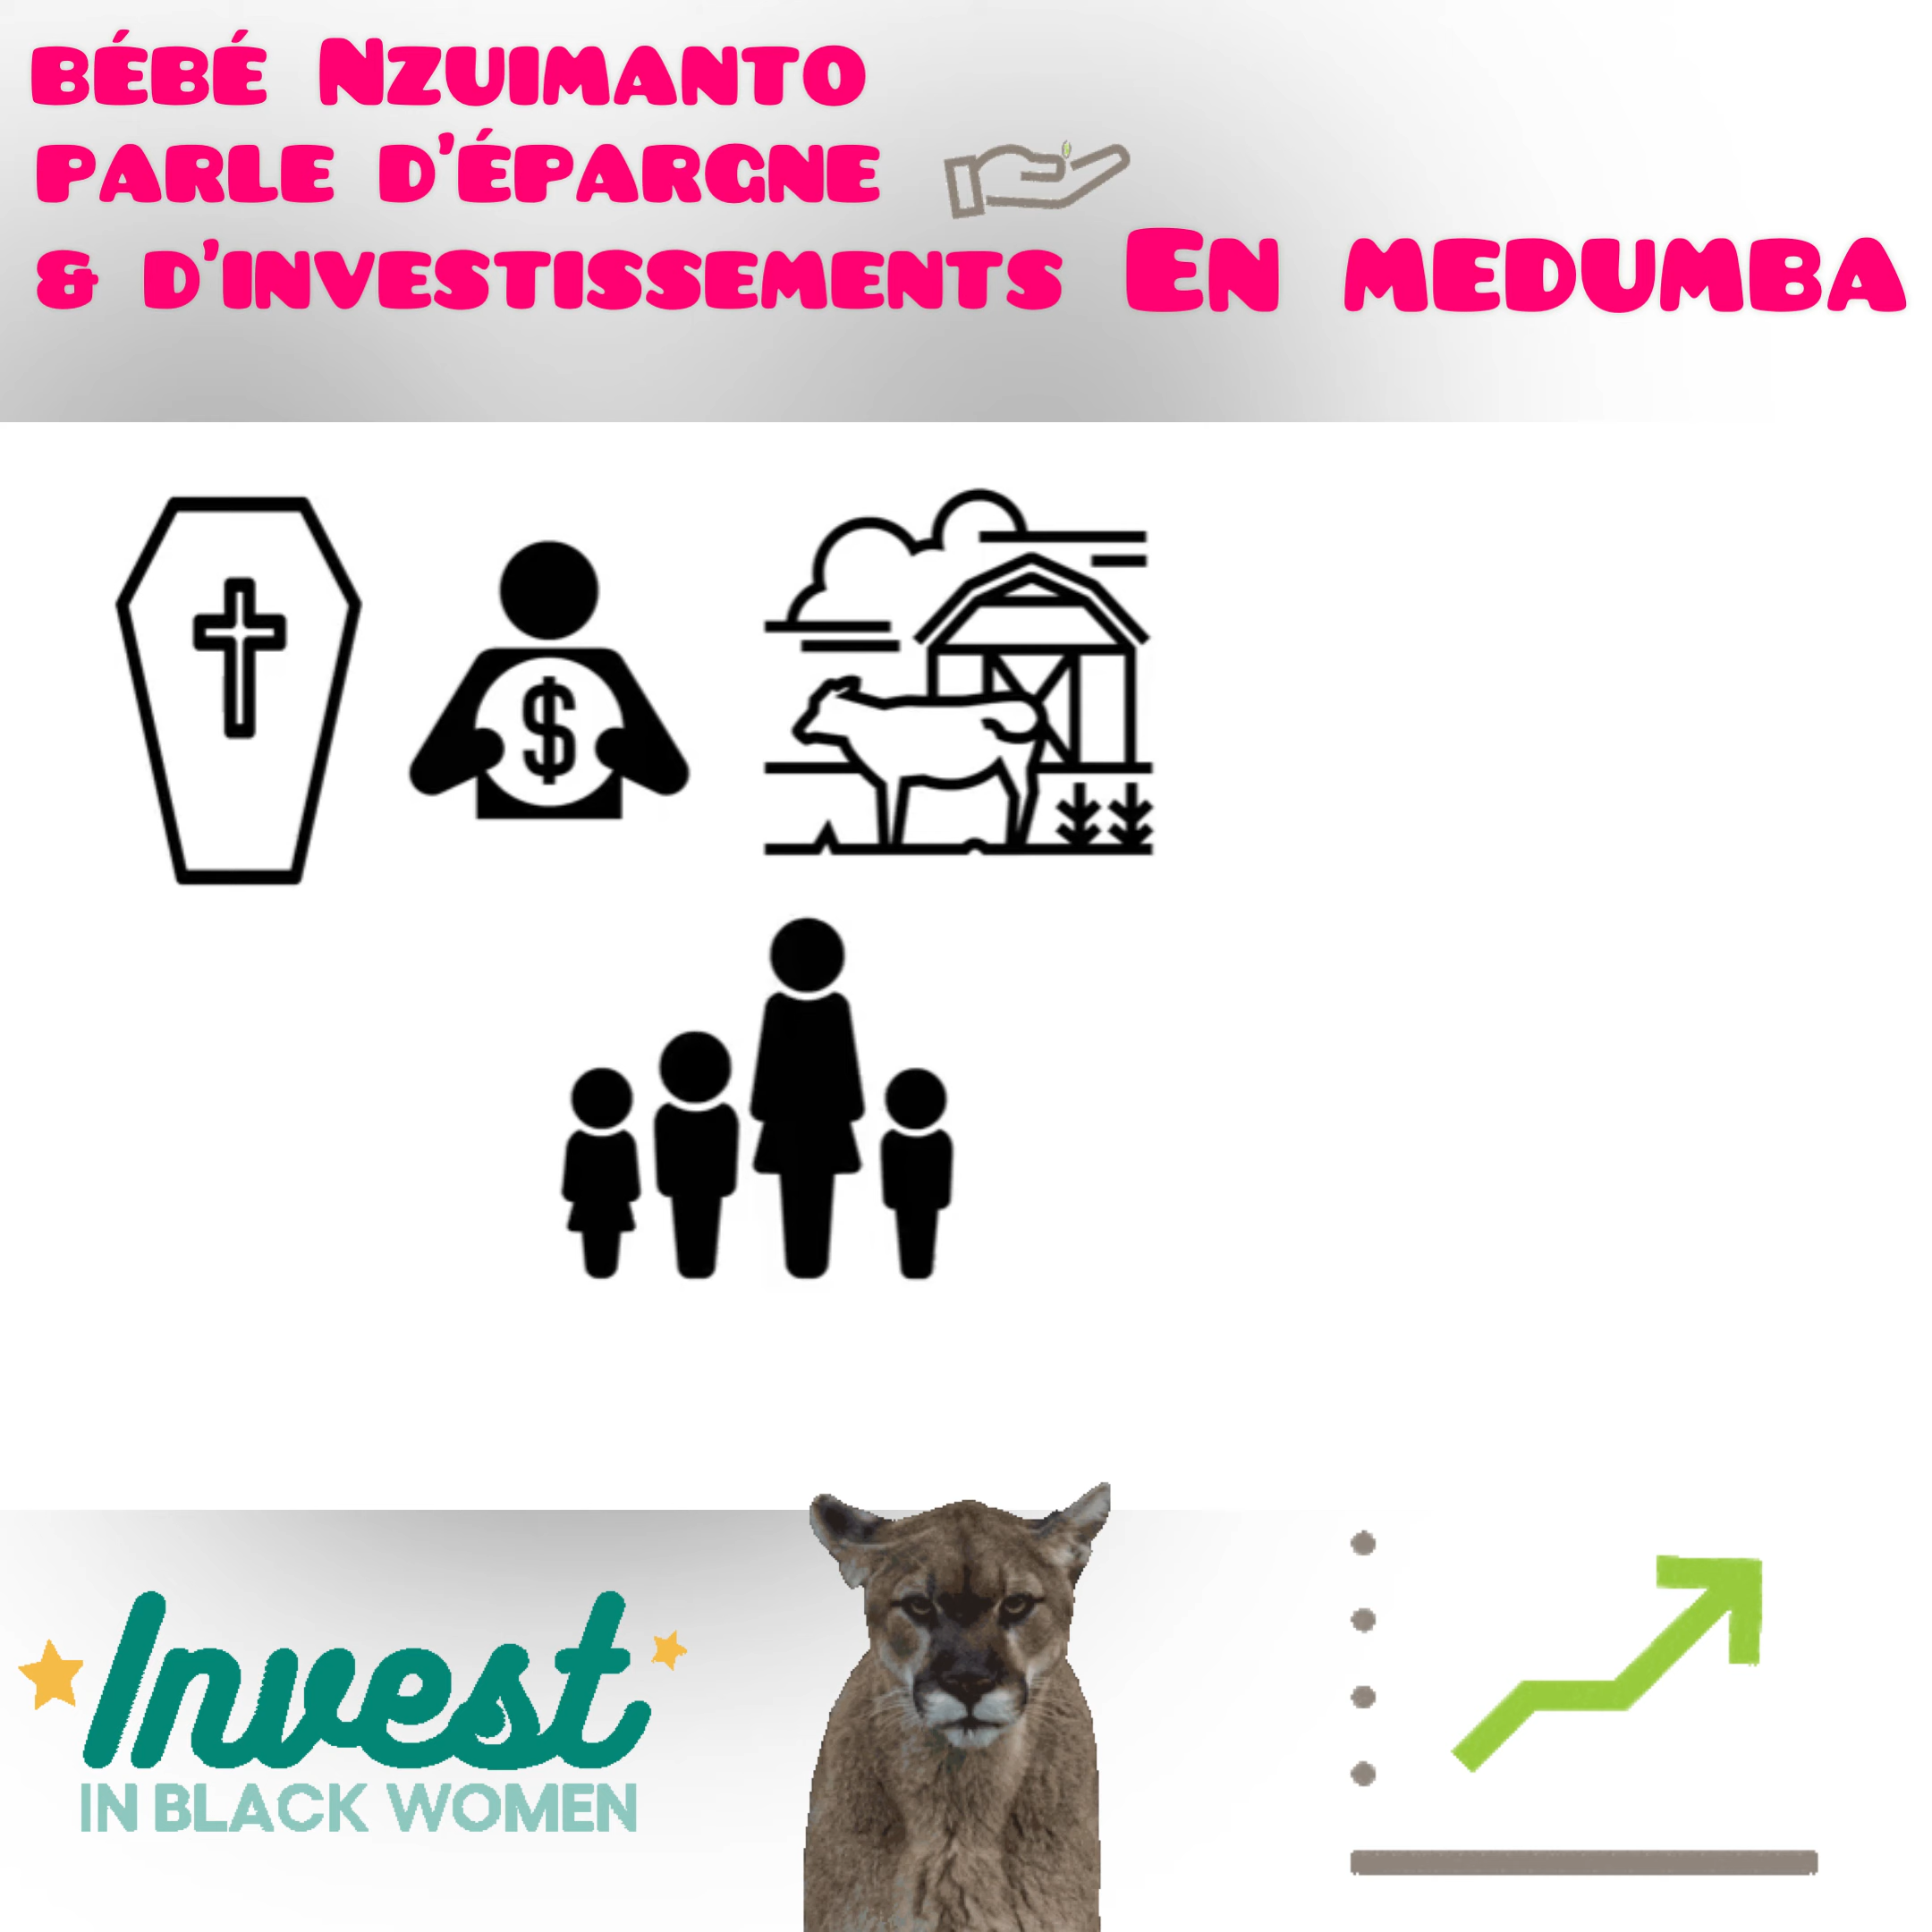 BÉBÉ NZUIMANTO
PARLE D'ÉPARGNE
& D'INVESTISSEMENTS EN MEDUMBA
$
Invest
IN BLACK WOMEN